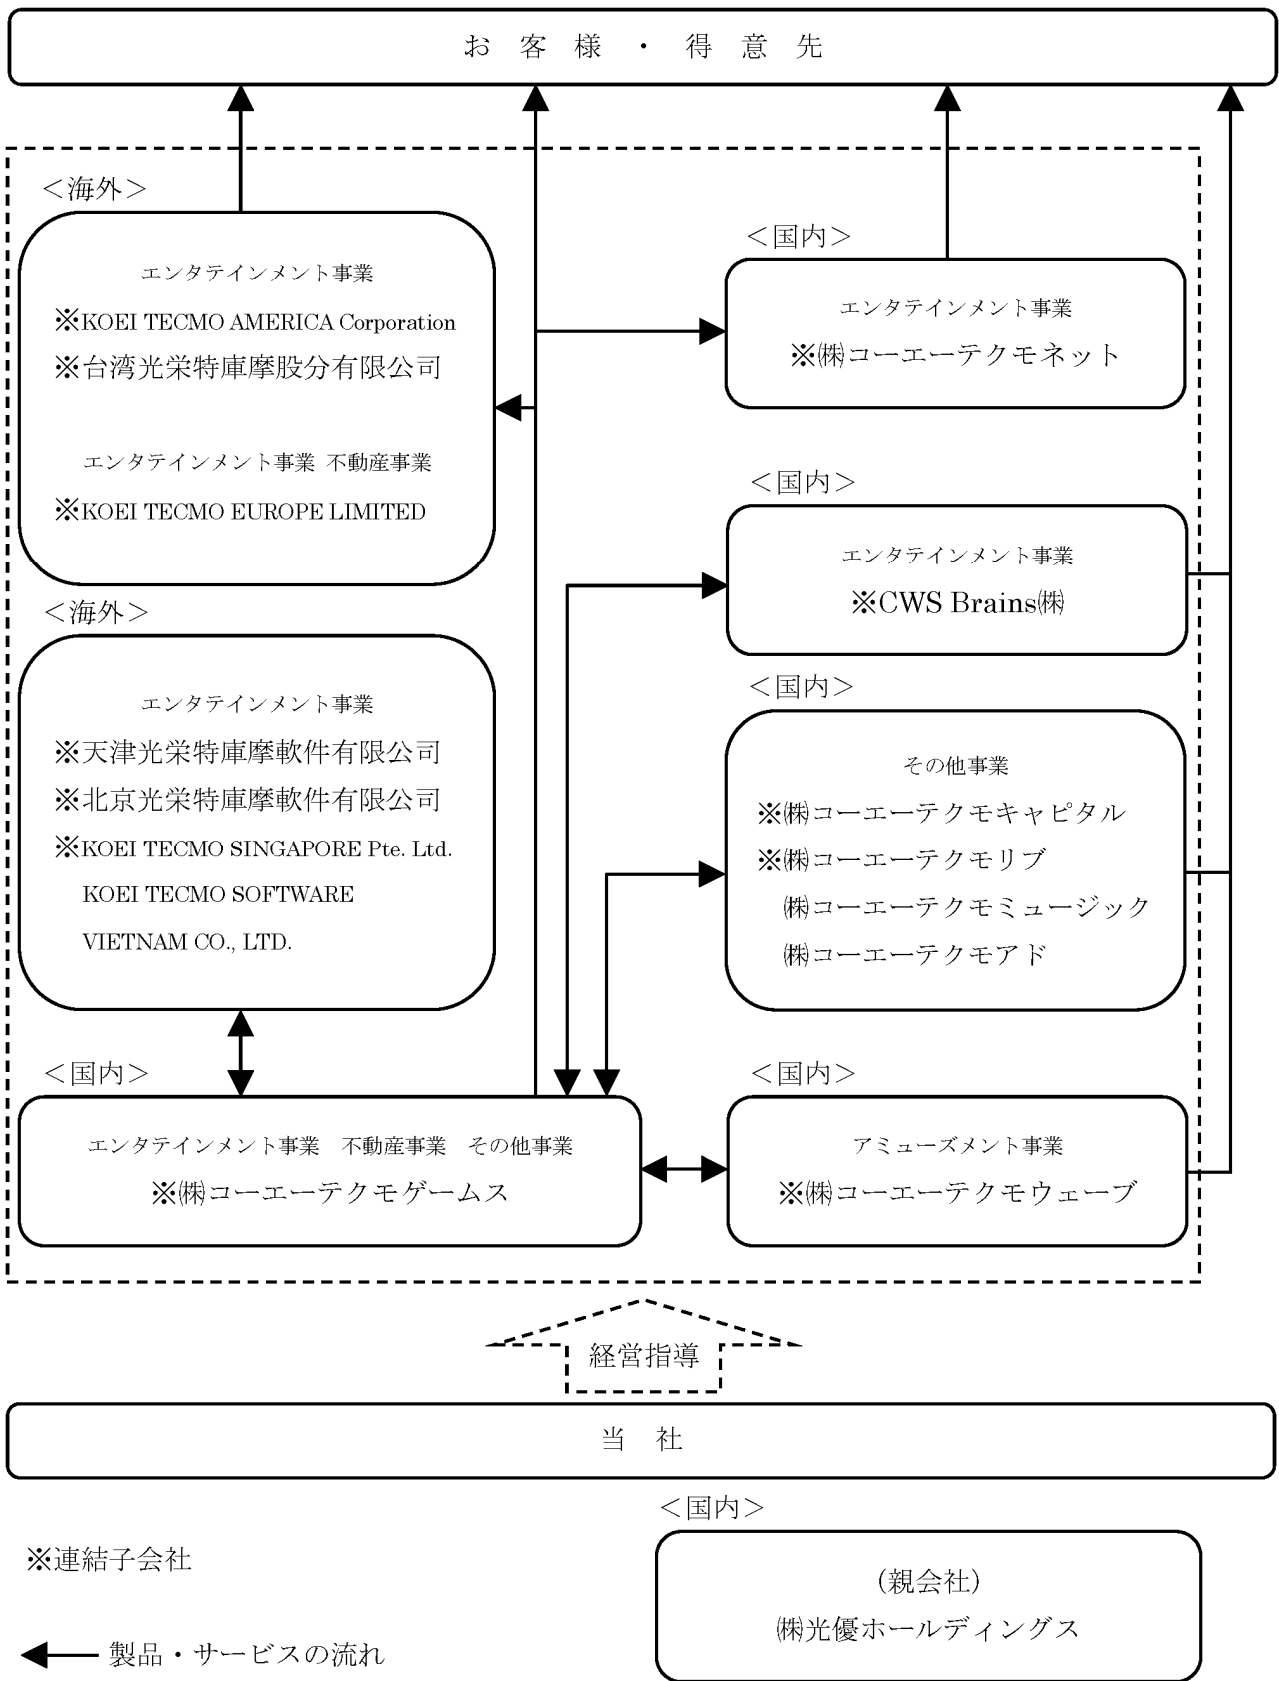 お客様・得意先
＜海外＞
エンタテインメント事業
※KOEI TECMO AMERICA Corporation
※台湾光栄特庫摩股分有限公司
エンタテインメント事業 不動産事業
※KOEI TECMO EUROPE LIMITED
＜国内＞
エンタテインメント事業
※㈱コーエーテクモネット
＜国内＞
エンタテインメント事業
※CWS Brains㈱
＜海外＞
エンタテインメント事業
※天津光栄特庫摩軟件有限公司
※北京光栄特庫摩軟件有限公司
※KOEI TECMO SINGAPORE Pte. Ltd.
KOEI TECMO SOFTWARE
VIETNAM CO., LTD.
＜国内＞
その他事業
※㈱コーエーテクモキャピタル
※㈱コーエーテクモリブ
㈱コーエーテクモミュージック
㈱コーエーテクモアド
＜国内＞
エンタテインメント事業　不動産事業　その他事業
※㈱コーエーテクモゲームス
＜国内＞
アミューズメント事業
※㈱コーエーテクモウェーブ
経営指導
当社
※連結子会社
製品・サービスの流れ
＜国内＞
（親会社）
㈱光優ホールディングス